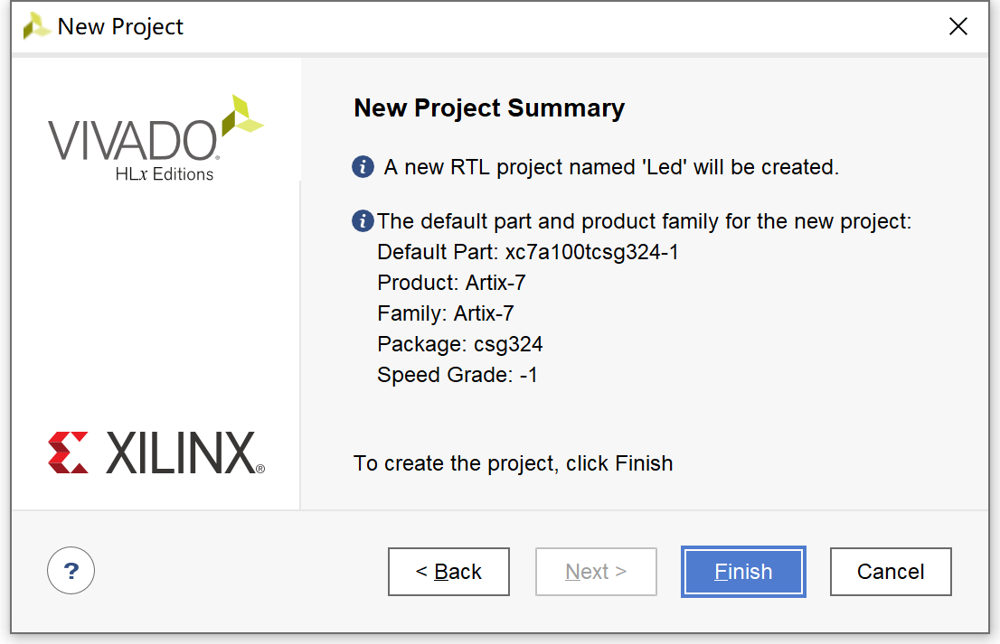 New Project
VIVADO.
HLx Editions
New Project Summary
A new RTL project named 'Led' will be created.
The default part and product family for the new project:
Default Part: xc7a100tcsg324-1
Product: Artix-7
Family: Artix-7
Package: csg324
Speed Grade: -1
XILINX®
To create the project, click Finish
?
< Back
Next >
Finish
Cancel